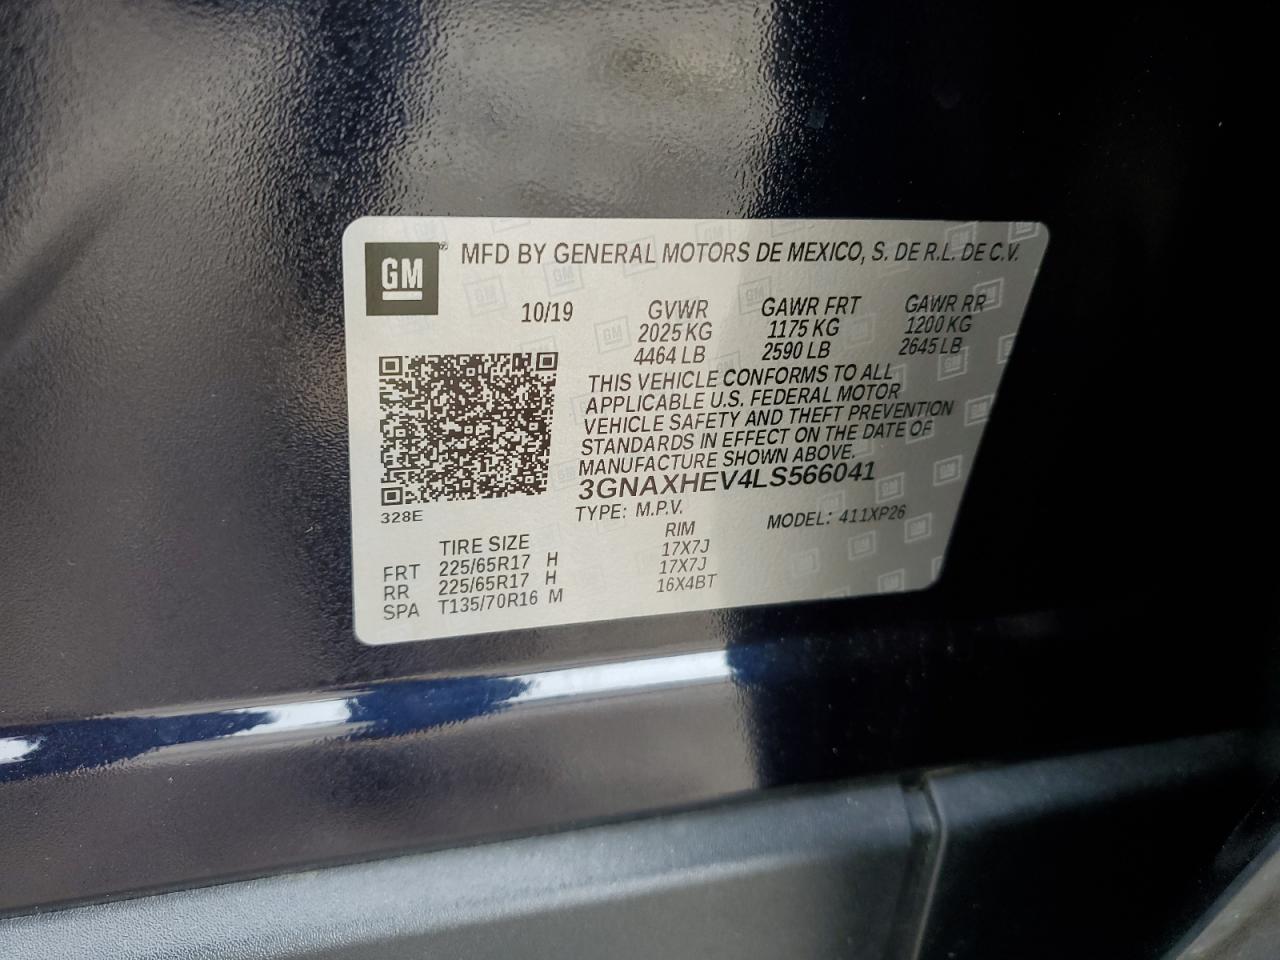 GM® MFD BY GENERAL MOTORS DE MEXICO, S. DE R.L. DE C.V.
10/19 GVWR GAWR FRT GAWR RR
2025 KG 1175 KG 1200 KG
4464 LB 2590 LB 2645 LB
THIS VEHICLE CONFORMS TO ALL
APPLICABLE U.S. FEDERAL MOTOR
VEHICLE SAFETY AND THEFT PREVENTION
STANDARDS IN EFFECT ON THE DATE OF
MANUFACTURE SHOWN ABOVE.
3GNAXHEV4LS566041
328E
TYPE: M.P.V. MODEL: 411XP26
TIRE SIZE RIM
FRT 225/65R17 H 17X7J
RR 225/65R17 H 17X7J
SPA T135/70R16 M 16X4BT